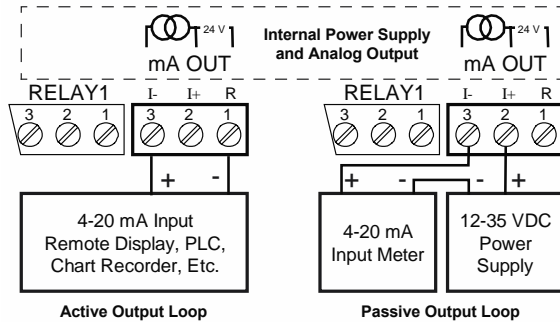 24 V
24 V
Internal Power Supply
and Analog Output
mA OUT
mA OUT
RELAY1
I- I+ R
RELAY1
I- I+ R
3 2 1
3 2 1
3 2 1
3 2 1
+ -
+ - - +
4-20 mA Input
Remote Display, PLC,
Chart Recorder, Etc.
4-20 mA
Input Meter
12-35 VDC
Power
Supply
Active Output Loop
Passive Output Loop